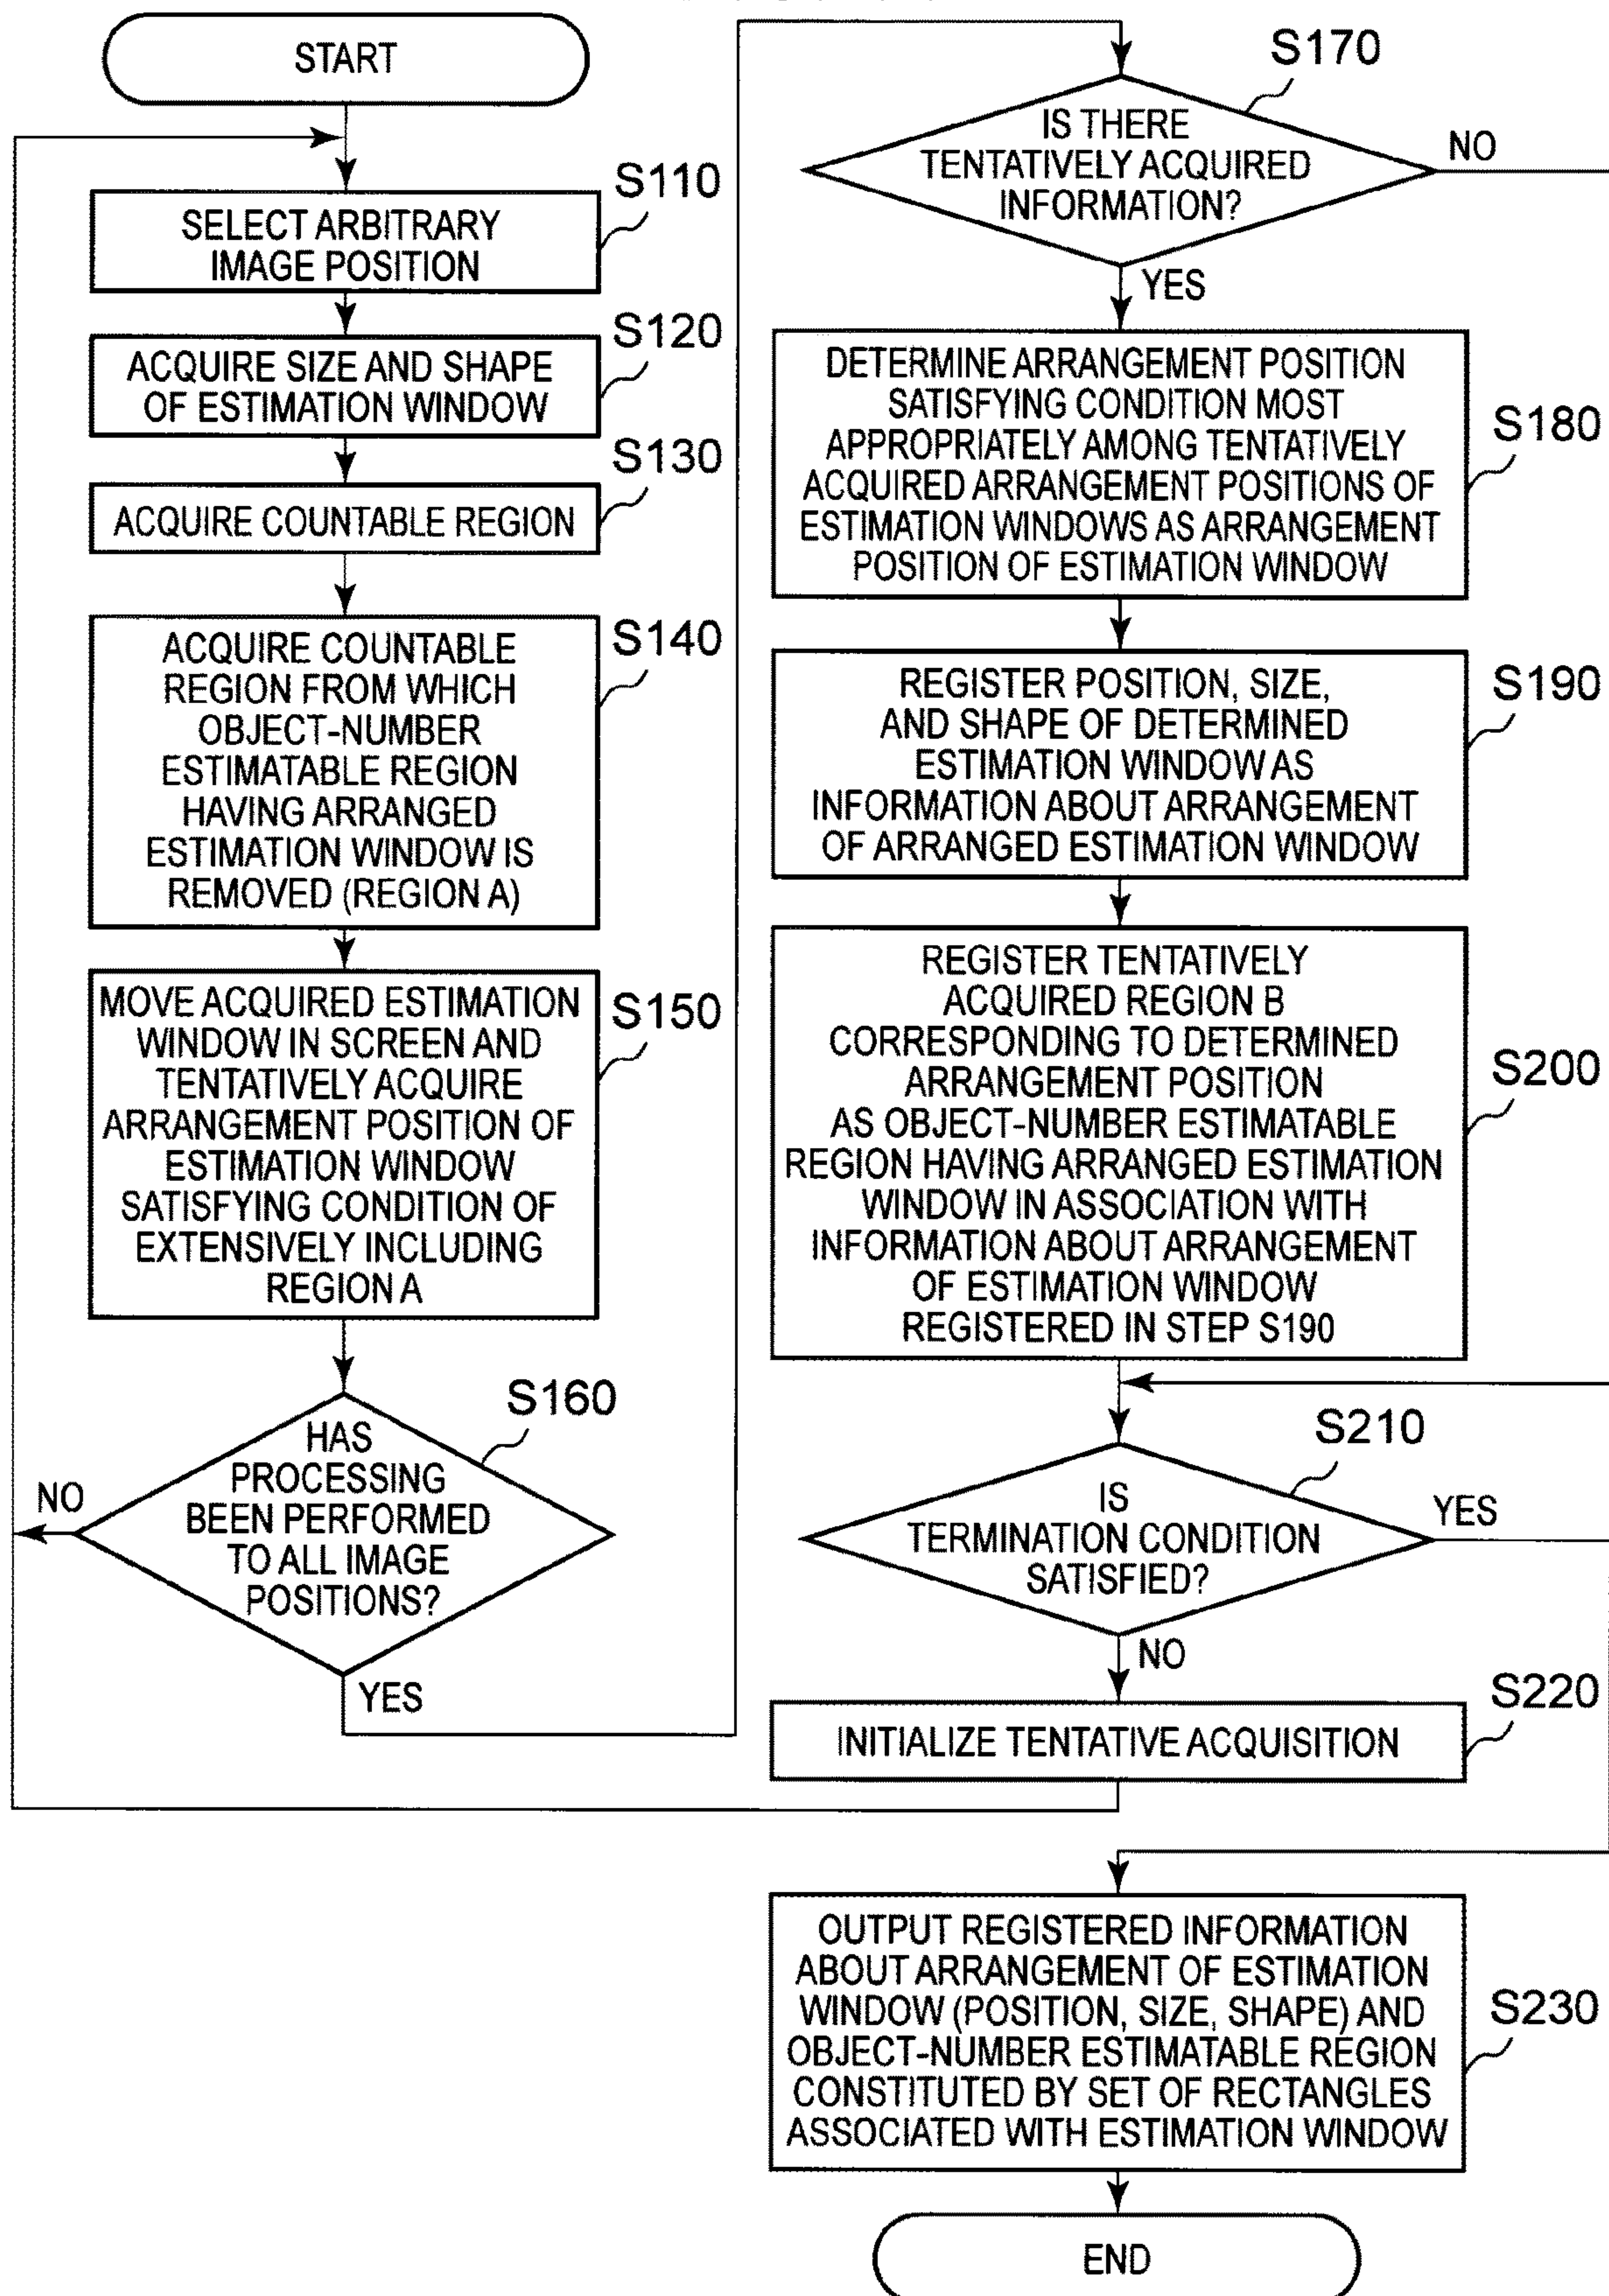 START
S110
SELECT ARBITRARY
IMAGE POSITION
S120
ACQUIRE SIZE AND SHAPE
OF ESTIMATION WINDOW
S130
ACQUIRE COUNTABLE REGION
S140
ACQUIRE COUNTABLE
REGION FROM WHICH
OBJECT-NUMBER
ESTIMATABLE REGION
HAVING ARRANGED
ESTIMATION WINDOW IS
REMOVED (REGION A)
S150
MOVE ACQUIRED ESTIMATION
WINDOW IN SCREEN AND
TENTATIVELY ACQUIRE
ARRANGEMENT POSITION OF
ESTIMATION WINDOW
SATISFYING CONDITION OF
EXTENSIVELY INCLUDING
REGION A
S160
HAS
PROCESSING
BEEN PERFORMED
TO ALL IMAGE
POSITIONS?
NO
YES
S170
IS THERE
TENTATIVELY ACQUIRED
INFORMATION?
NO
YES
S180
DETERMINE ARRANGEMENT POSITION
SATISFYING CONDITION MOST
APPROPRIATELY AMONG TENTATIVELY
ACQUIRED ARRANGEMENT POSITIONS OF
ESTIMATION WINDOWS AS ARRANGEMENT
POSITION OF ESTIMATION WINDOW
S190
REGISTER POSITION, SIZE,
AND SHAPE OF DETERMINED
ESTIMATION WINDOW AS
INFORMATION ABOUT ARRANGEMENT
OF ARRANGED ESTIMATION WINDOW
S200
REGISTER TENTATIVELY
ACQUIRED REGION B
CORRESPONDING TO DETERMINED
ARRANGEMENT POSITION
AS OBJECT-NUMBER ESTIMATABLE
REGION HAVING ARRANGED ESTIMATION
WINDOW IN ASSOCIATION WITH
INFORMATION ABOUT ARRANGEMENT
OF ESTIMATION WINDOW
REGISTERED IN STEP S190
S210
IS
TERMINATION CONDITION
SATISFIED?
YES
NO
S220
INITIALIZE TENTATIVE ACQUISITION
S230
OUTPUT REGISTERED INFORMATION
ABOUT ARRANGEMENT OF ESTIMATION
WINDOW (POSITION, SIZE, SHAPE) AND
OBJECT-NUMBER ESTIMATABLE REGION
CONSTITUTED BY SET OF RECTANGLES
ASSOCIATED WITH ESTIMATION WINDOW
END